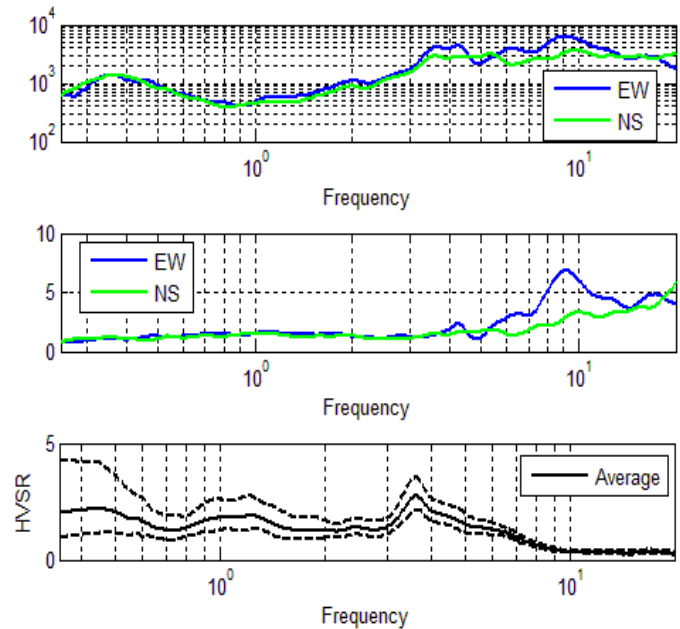 10^4
10^3
10^2
EW
NS
10^0
10^1
Frequency
10
5
0
EW
NS
10^0
10^1
Frequency
HVSR
5
0
Average
10^0
10^1
Frequency